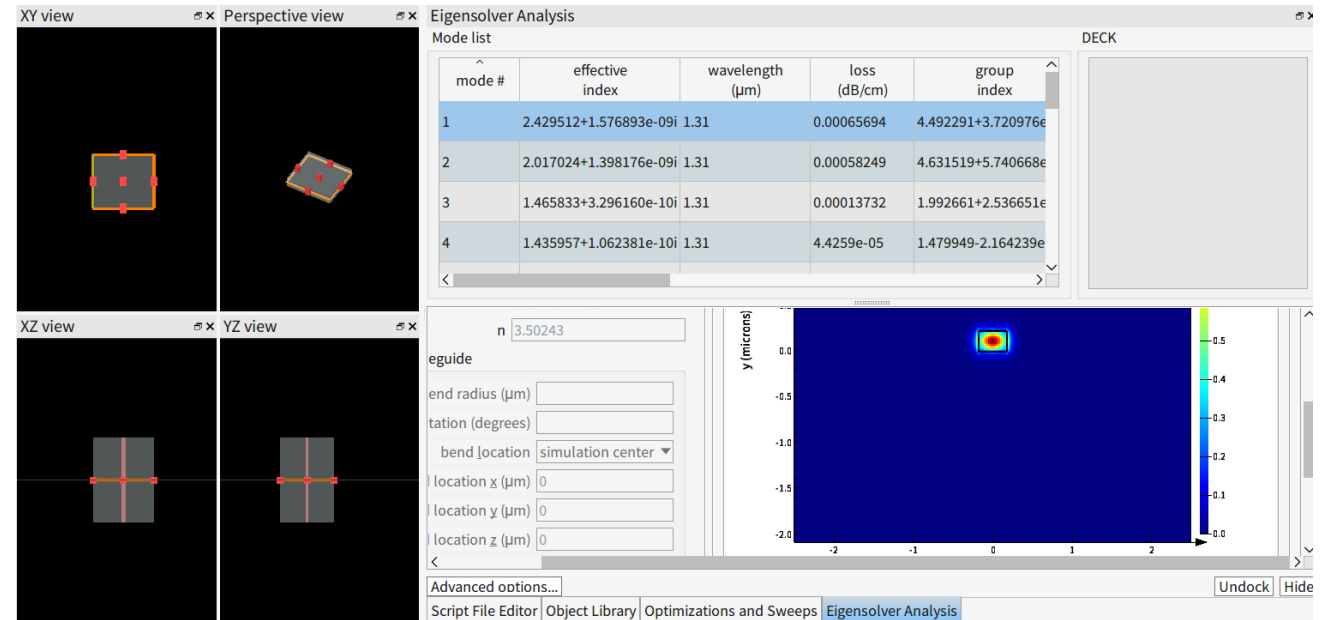 XY view
Perspective view
Eigensolver Analysis
Mode list
DECK
mode #
effective index
wavelength (µm)
loss (dB/cm)
group index
1 2.429512+1.576893e-09i 1.31 0.00065694 4.492291+3.720976e
2 2.017024+1.398176e-09i 1.31 0.00058249 4.631519+5.740668e
3 1.465833+3.296160e-10i 1.31 0.00013732 1.992661+2.536651e
4 1.435957+1.062381e-10i 1.31 4.4259e-05 1.479949-2.164239e
XZ view
YZ view
n 3.50243
eguide
end radius (µm)
tation (degrees)
bend location simulation center
l location x (µm) 0
l location y (µm) 0
l location z (µm) 0
y (microns)
0.0
-0.5
-1.0
-1.5
-2.0
-2 -1 0 1 2
0.5
0.4
0.3
0.2
0.1
0.0
Advanced options...
Undock
Hide
Script File Editor
Object Library
Optimizations and Sweeps
Eigensolver Analysis